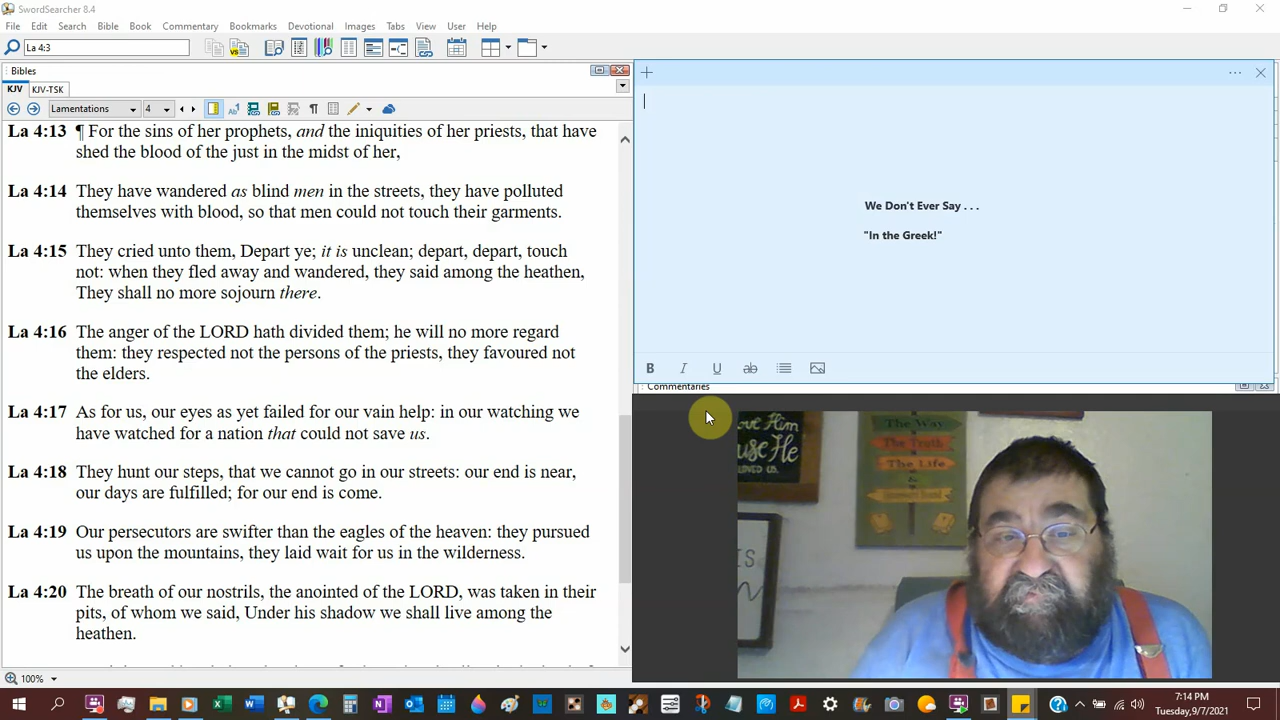 SwordSearcher 8.4
File Edit Search Bible Book Commentary Bookmarks Devotional Images Tabs View User Help
La 4:3
Bibles
KJV KJV-TSK
Lamentations 4
La 4:13 ¶ For the sins of her prophets, and the iniquities of her priests, that have
shed the blood of the just in the midst of her,
La 4:14 They have wandered as blind men in the streets, they have polluted
themselves with blood, so that men could not touch their garments.
La 4:15 They cried unto them, Depart ye; it is unclean; depart, depart, touch
not: when they fled away and wandered, they said among the heathen,
They shall no more sojourn there.
La 4:16 The anger of the LORD hath divided them; he will no more regard
them: they respected not the persons of the priests, they favoured not
the elders.
La 4:17 As for us, our eyes as yet failed for our vain help: in our watching we
have watched for a nation that could not save us.
La 4:18 They hunt our steps, that we cannot go in our streets: our end is near,
our days are fulfilled; for our end is come.
La 4:19 Our persecutors are swifter than the eagles of the heaven: they pursued
us upon the mountains, they laid wait for us in the wilderness.
La 4:20 The breath of our nostrils, the anointed of the LORD, was taken in their
pits, of whom we said, Under his shadow we shall live among the
heathen.
100%
We Don't Ever Say . . .
"In the Greek!"
B I U ab
Commentaries
ove Him
use He
LOVED US.
The Way
The Truth
The Life
IS
7:14 PM
Tuesday,9/7/2021